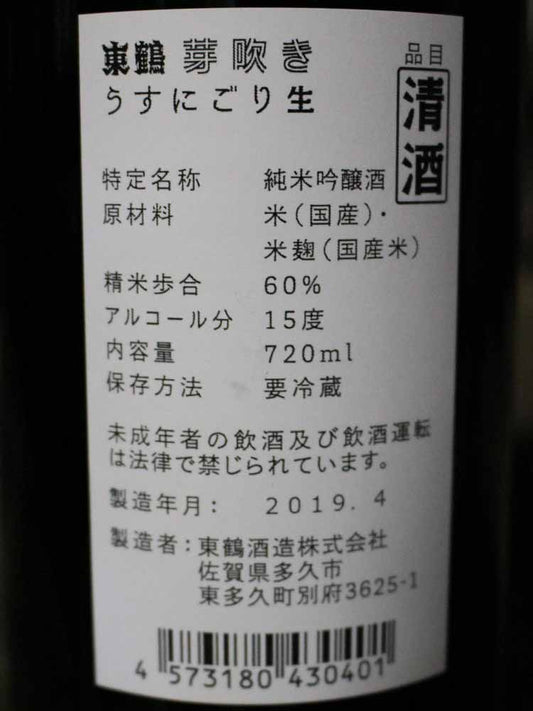 東鶴 芽吹き
うすにごり生
品目
清酒
特定名称 純米吟醸酒
原材料 米(国産)・
米麹(国産米)
精米歩合 60%
アルコール分 15度
内容量 720ml
保存方法 要冷蔵
未成年者の飲酒及び飲酒運転
は法律で禁じられています。
製造年月: 2019. 4
製造者:東鶴酒造株式会社
佐賀県多久市
東多久町別府3625-1
4 573180 430401